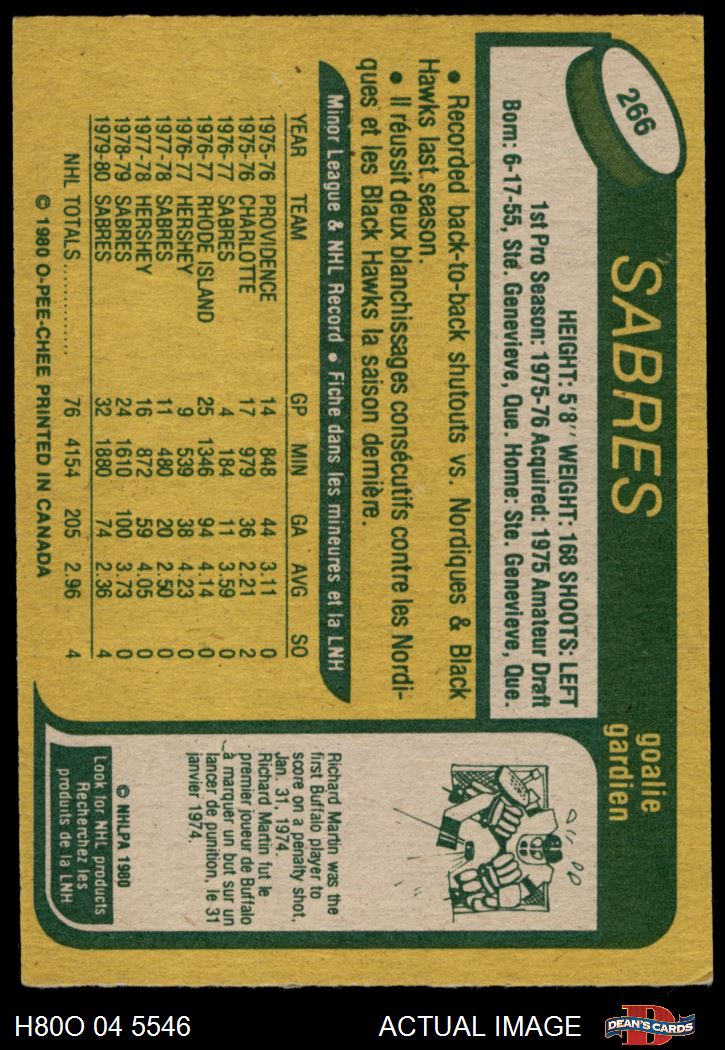 266
SABRES
goalie
gardien
HEIGHT: 5'8" WEIGHT: 168 SHOOTS: LEFT
1st Pro Season: 1975-76 Acquired: 1975 Amateur Draft
Born: 6-17-55, Ste. Genevieve, Que. Home: Ste. Genevieve, Que.
• Recorded back-to-back shutouts vs. Nordiques & Black
Hawks last season.
• Il réussit deux blanchissages consécutifs contre les Nordi-
ques et les Black Hawks la saison dernière.
Minor League & NHL Record • Fiche dans les mineures et la LNH
YEAR TEAM GP MIN GA AVG SO
1975-76 PROVIDENCE 14 848 44 3.11 0
1975-76 CHARLOTTE 17 979 36 2.21 2
1976-77 SABRES 4 184 11 3.59 0
1976-77 RHODE ISLAND 25 1346 94 4.14 0
1976-77 HERSHEY 9 539 38 4.23 0
1977-78 SABRES 11 480 20 2.50 0
1977-78 HERSHEY 16 872 59 4.05 0
1978-79 SABRES 24 1610 100 3.73 0
1979-80 SABRES 32 1880 74 2.36 4
NHL TOTALS.............. 76 4154 205 2.96 4
© 1980 O-PEE-CHEE PRINTED IN CANADA
Richard Martin was the
first Buffalo player to
score on a penalty shot,
Jan. 31, 1974.
Richard Martin fut le
premier joueur de Buffalo
à marquer un but sur un
lancer de punition, le 31
janvier 1974.
© NHLPA 1980
Look for NHL products
Recherchez les
produits de la LNH
H80O 04 5546
ACTUAL IMAGE
D
DEAN'S CARDS